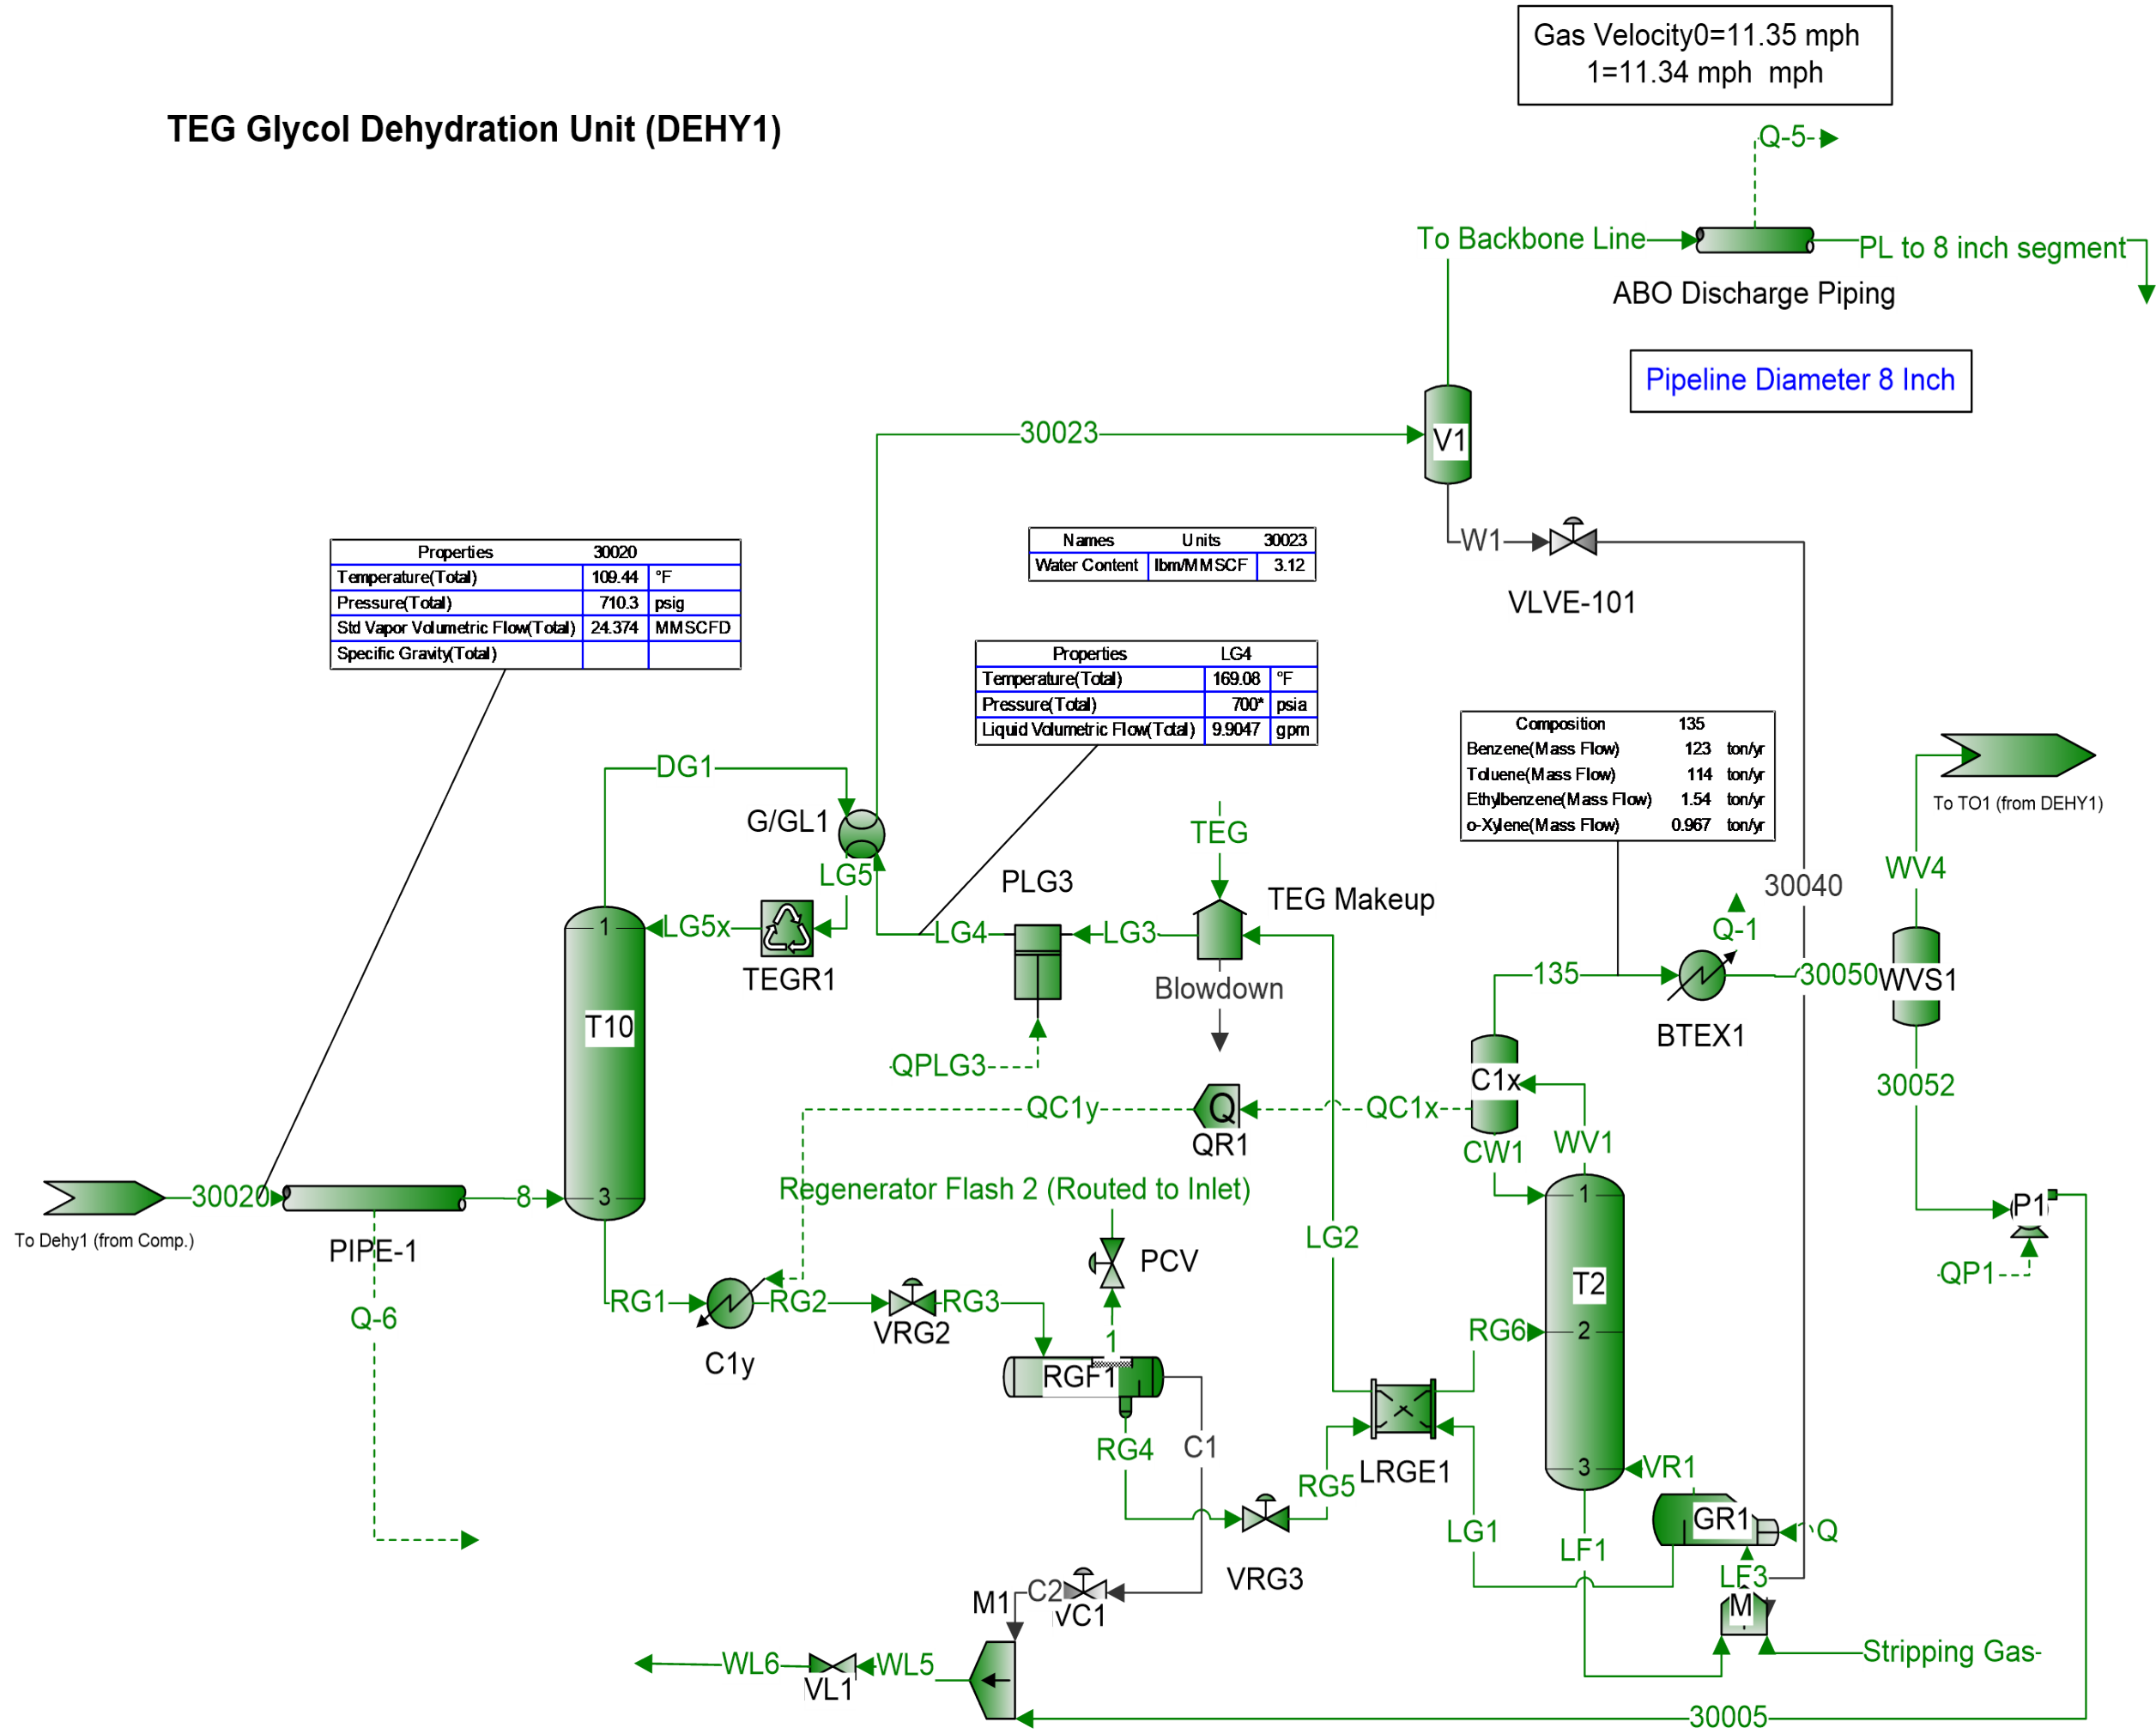 Gas Velocity0=11.35 mph
1=11.34 mph mph
TEG Glycol Dehydration Unit (DEHY1)
Q-5
To Backbone Line
PL to 8 inch segment
ABO Discharge Piping
Pipeline Diameter 8 Inch
30023
V1
W1
VLVE-101
Properties 30020
Temperature(Total) 109.44 °F
Pressure(Total) 710.3 psig
Std Vapor Volumetric Flow(Total) 24.374 MMSCFD
Specific Gravity(Total)
Names Units 30023
Water Content lbm/MMSCF 3.12
Properties LG4
Temperature(Total) 169.08 °F
Pressure(Total) 700* psia
Liquid Volumetric Flow(Total) 9.9047 gpm
Composition 135
Benzene(Mass Flow) 123 ton/yr
Toluene(Mass Flow) 114 ton/yr
Ethylbenzene(Mass Flow) 1.54 ton/yr
o-Xylene(Mass Flow) 0.967 ton/yr
DG1
G/GL1
LG5
TEG
To TO1 (from DEHY1)
PLG3
TEG Makeup
WV4
30040
1
LG5x
TEGR1
LG4
LG3
Q-1
Blowdown
135
30050
WVS1
BTEX1
T10
QPLG3
C1x
30052
QC1y
Q
QR1
QC1x
CW1
WV1
Regenerator Flash 2 (Routed to Inlet)
30020
8
3
1
P1
To Dehy1 (from Comp.)
PIPE-1
LG2
PCV
QP1
T2
Q-6
RG1
RG2
RG3
VRG2
C1y
1
RG6
2
RGF1
RG4
C1
LRGE1
RG5
3
VR1
GR1
Q
LG1
LF1
VRG3
LF3
M
M1
C2
VC1
Stripping Gas
WL6
WL5
VL1
30005